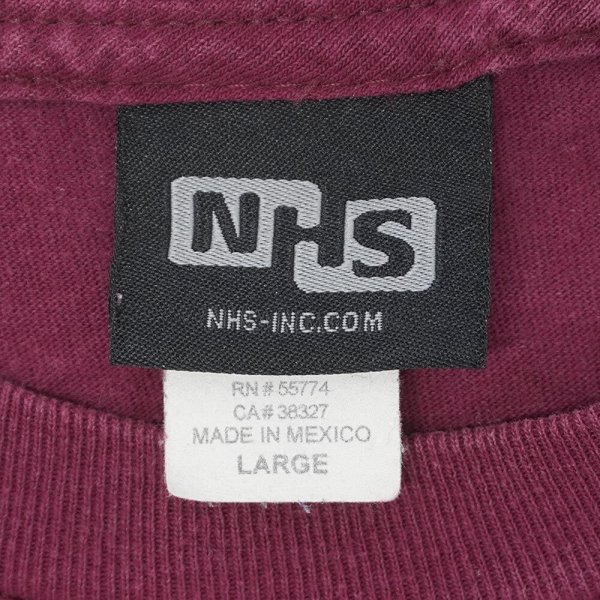 NHS
NHS-INC.COM
RN # 55774
CA # 38327
MADE IN MEXICO
LARGE